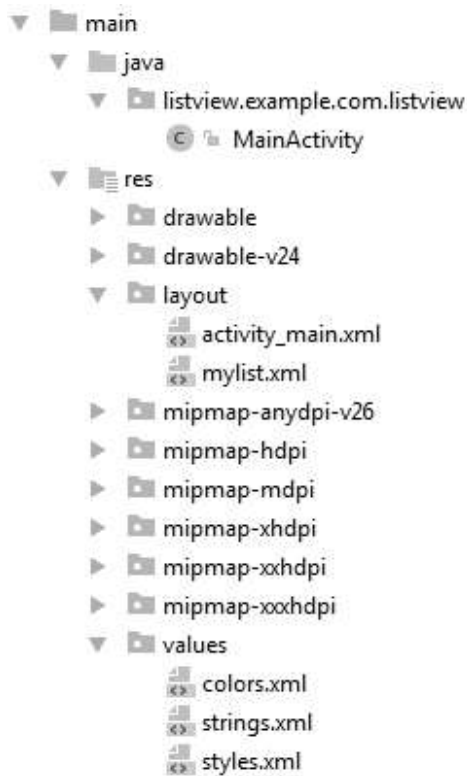 main
java
listview.example.com.listview
C MainActivity
res
drawable
drawable-v24
layout
activity_main.xml
mylist.xml
mipmap-anydpi-v26
mipmap-hdpi
mipmap-mdpi
mipmap-xhdpi
mipmap-xxhdpi
mipmap-xxxhdpi
values
colors.xml
strings.xml
styles.xml